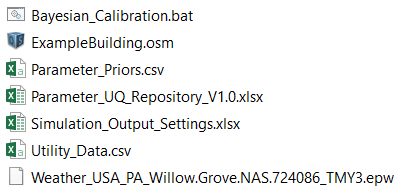 Bayesian_Calibration.bat
ExampleBuilding.osm
Parameter_Priors.csv
Parameter_UQ_Repository_V1.0.xlsx
Simulation_Output_Settings.xlsx
Utility_Data.csv
Weather_USA_PA_Willow.Grove.NAS.724086_TMY3.epw